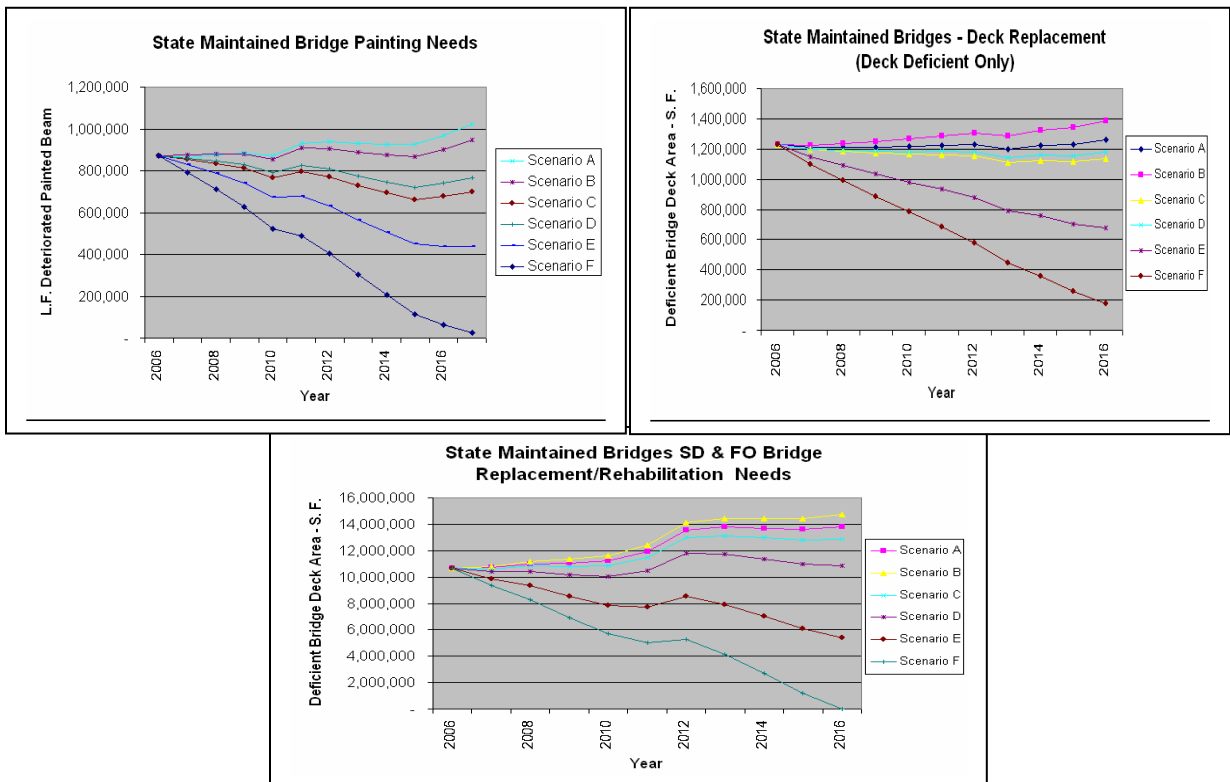 State Maintained Bridge Painting Needs
L.F. Deteriorated Painted Beam
1,200,000
1,000,000
800,000
600,000
400,000
200,000
-
2006
2008
2010
2012
2014
2016
Year
Scenario A
Scenario B
Scenario C
Scenario D
Scenario E
Scenario F
State Maintained Bridges - Deck Replacement
(Deck Deficient Only)
Deficient Bridge Deck Area - S. F.
1,600,000
1,400,000
1,200,000
1,000,000
800,000
600,000
400,000
200,000
-
2006
2008
2010
2012
2014
2016
Year
Scenario A
Scenario B
Scenario C
Scenario D
Scenario E
Scenario F
State Maintained Bridges SD & FO Bridge
Replacement/Rehabilitation Needs
Deficient Bridge Deck Area - S. F.
16,000,000
14,000,000
12,000,000
10,000,000
8,000,000
6,000,000
4,000,000
2,000,000
-
2006
2008
2010
2012
2014
2016
Year
Scenario A
Scenario B
Scenario C
Scenario D
Scenario E
Scenario F